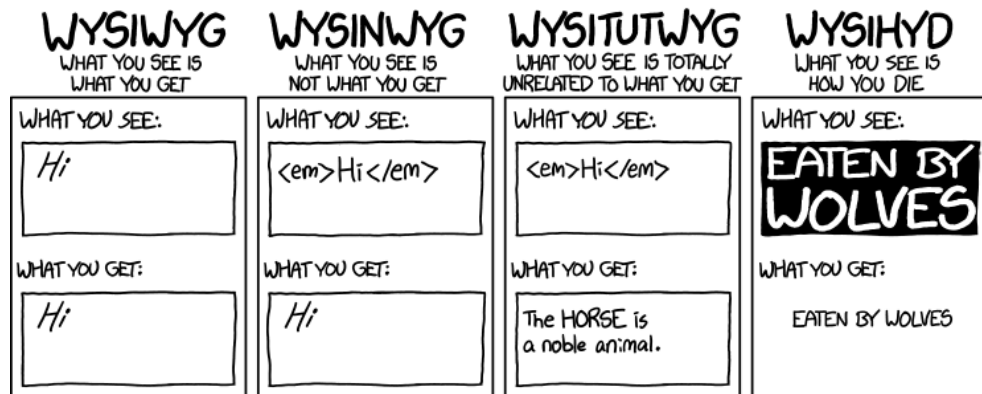 WYSIWYG
WHAT YOU SEE IS
WHAT YOU GET
WHAT YOU SEE:
Hi
WHAT YOU GET:
Hi
WYSINWYG
WHAT YOU SEE IS
NOT WHAT YOU GET
WHAT YOU SEE:
<em>Hi</em>
WHAT YOU GET:
Hi
WYSITUTWYG
WHAT YOU SEE IS TOTALLY
UNRELATED TO WHAT YOU GET
WHAT YOU SEE:
<em>Hi</em>
WHAT YOU GET:
The HORSE is
a noble animal.
WYSIHYD
WHAT YOU SEE IS
HOW YOU DIE
WHAT YOU SEE:
EATEN BY
WOLVES
WHAT YOU GET:
EATEN BY WOLVES